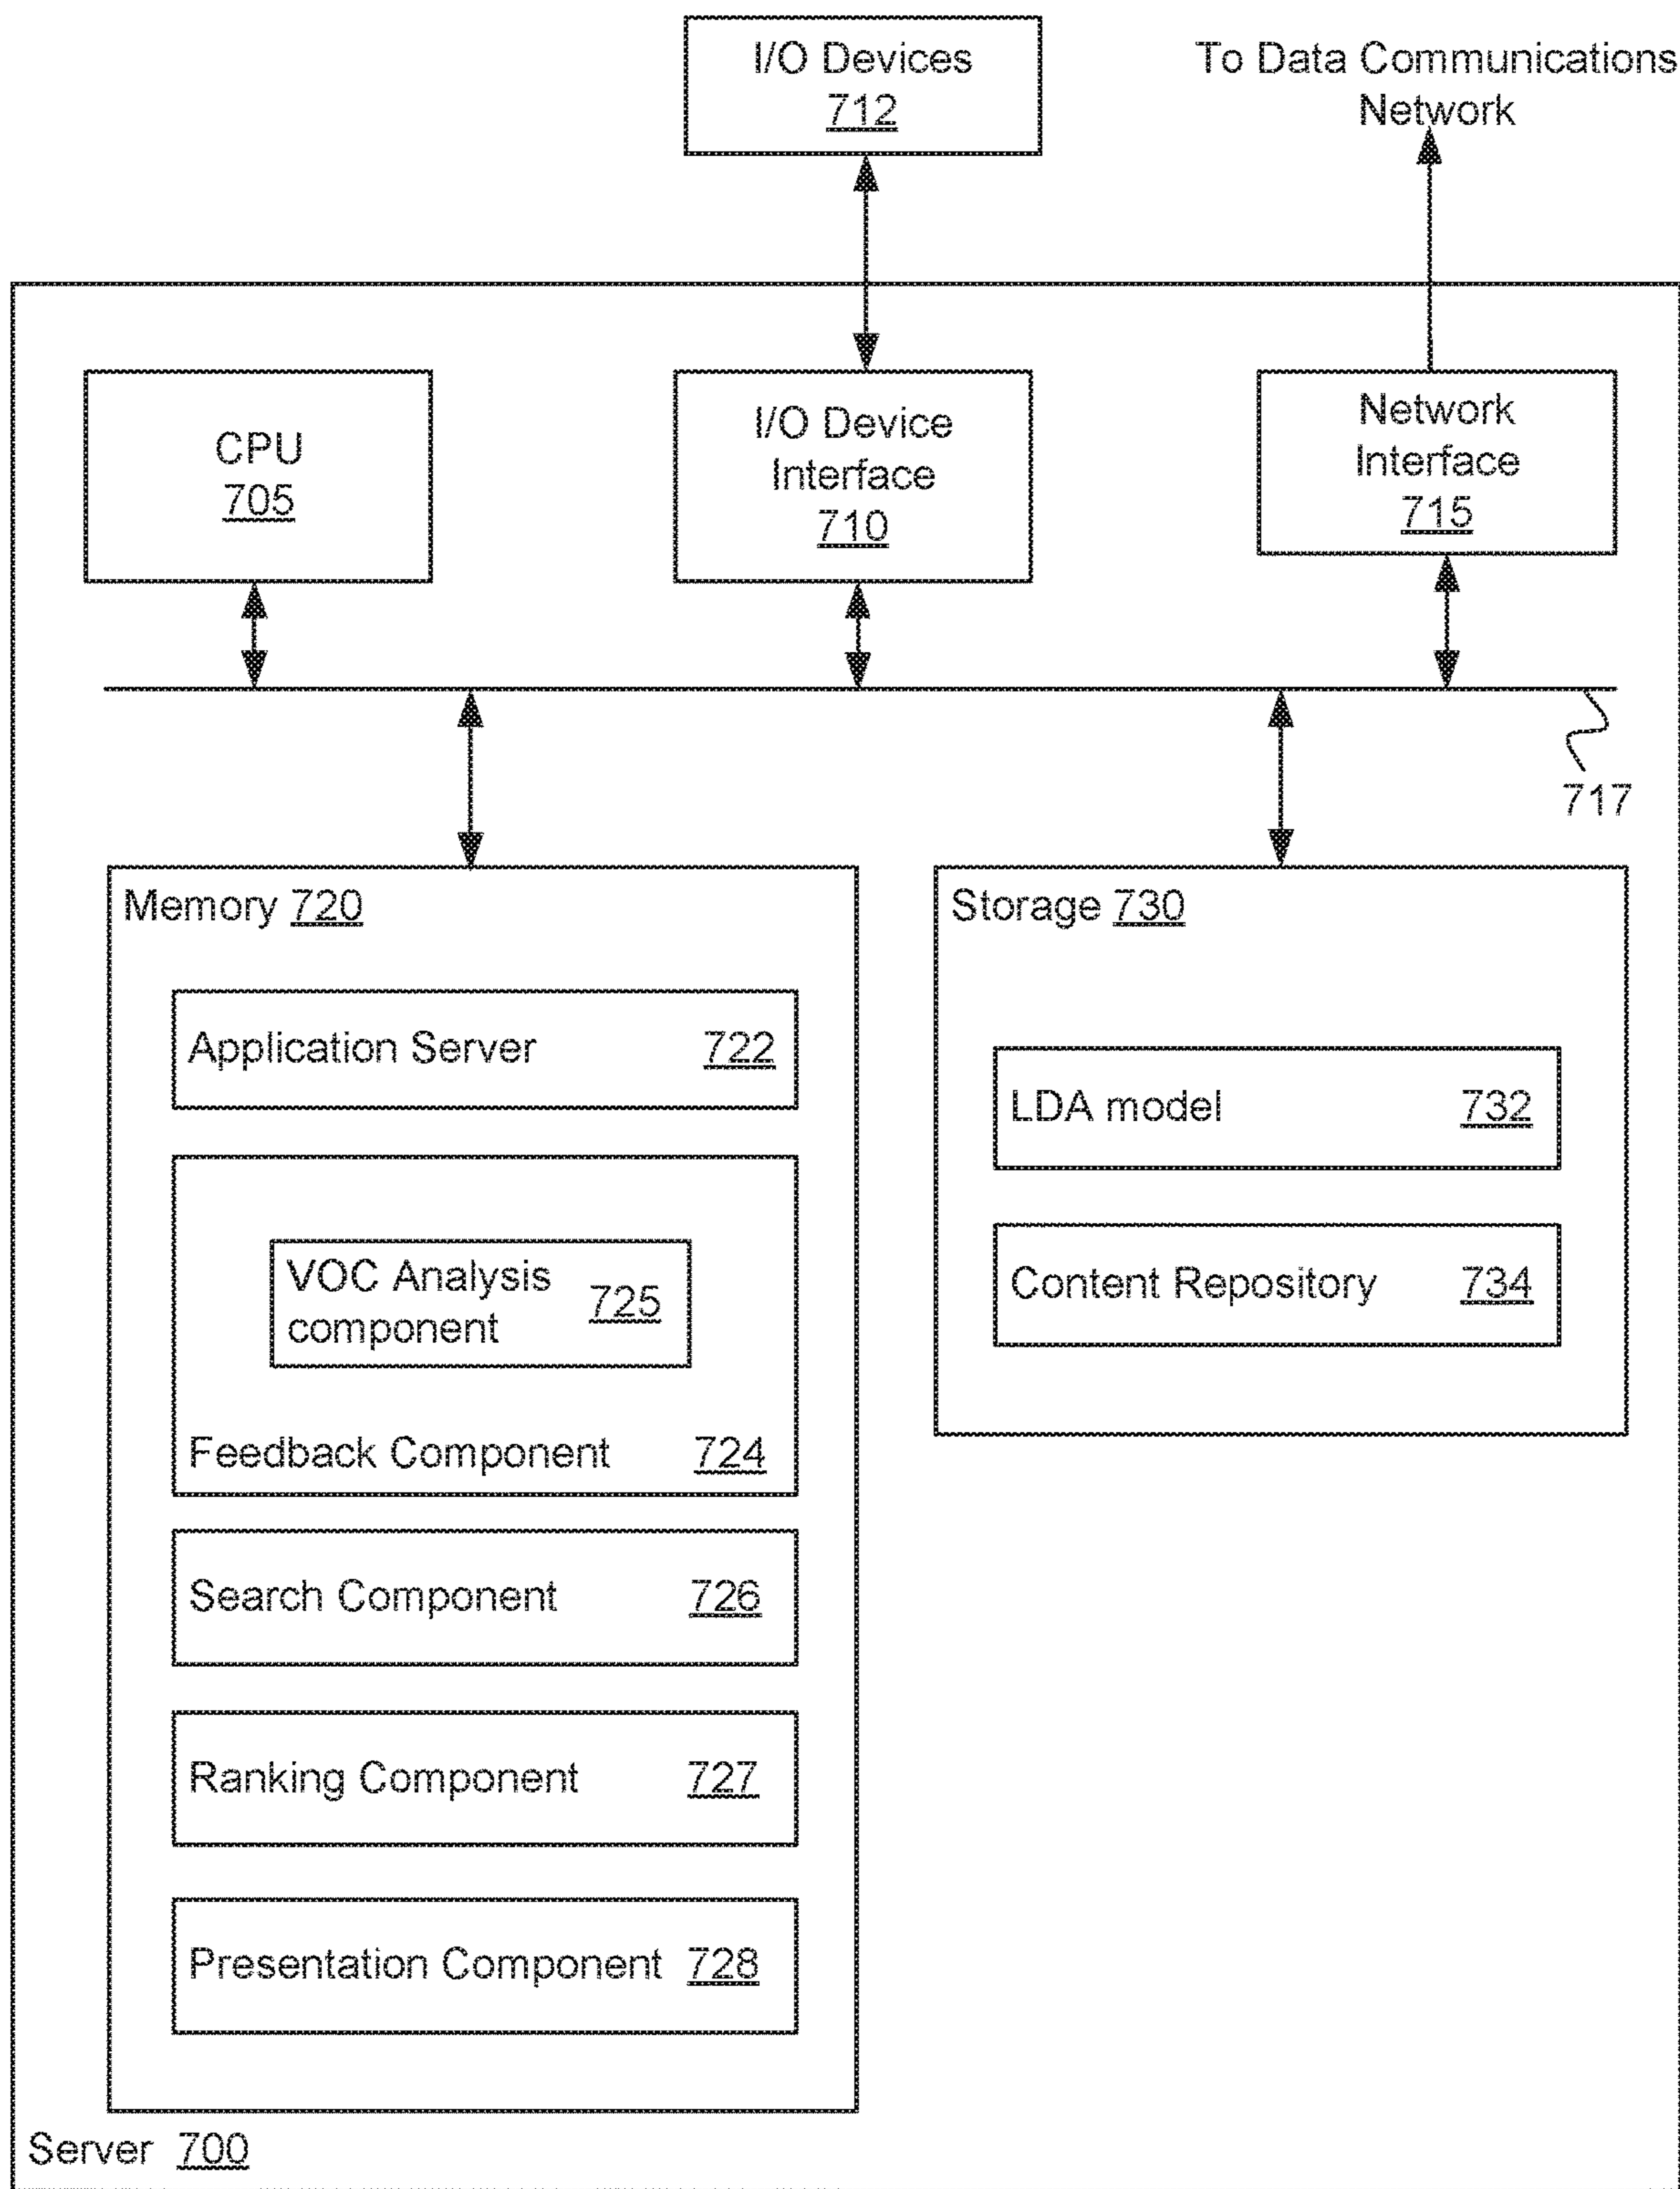 I/O Devices
712
To Data Communications
Network
CPU
705
I/O Device
Interface
710
Network
Interface
715
717
Memory 720
Application Server 722
VOC Analysis
component
725
Feedback Component 724
Search Component 726
Ranking Component 727
Presentation Component 728
Storage 730
LDA model 732
Content Repository 734
Server 700